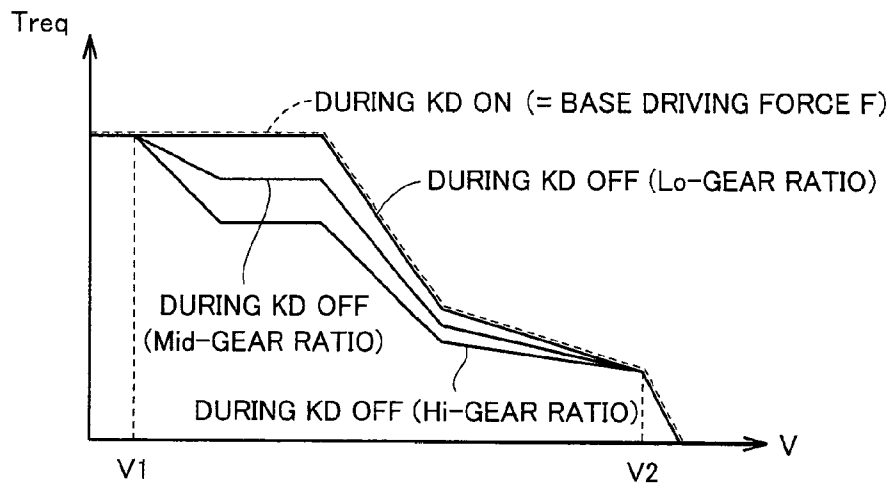 Treq
DURING KD ON (= BASE DRIVING FORCE F)
DURING KD OFF (Lo-GEAR RATIO)
DURING KD OFF
(Mid-GEAR RATIO)
DURING KD OFF (Hi-GEAR RATIO)
V
V1
V2